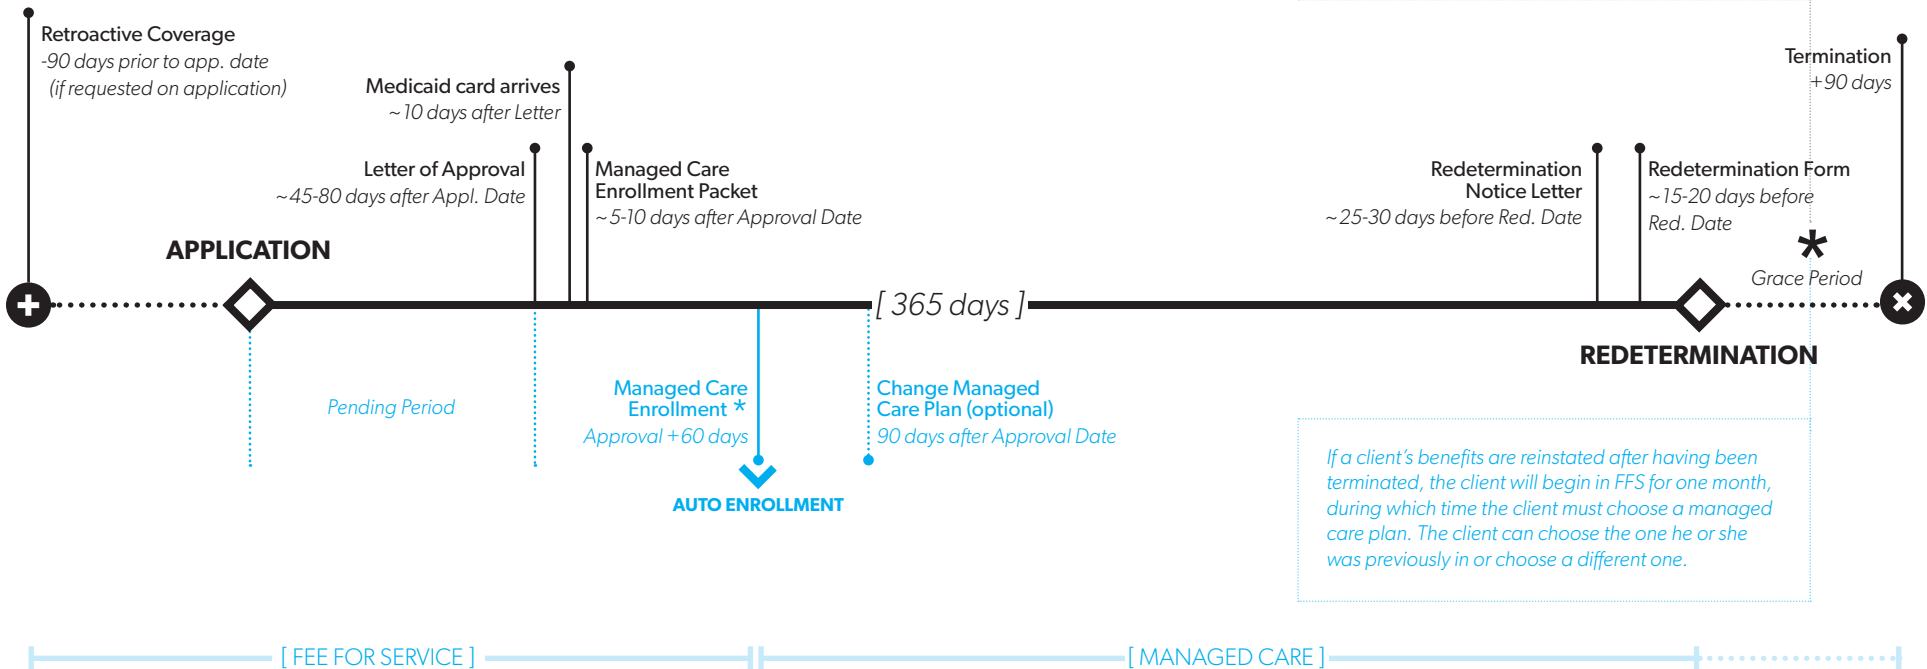 Retroactive Coverage
-90 days prior to app. date
(if requested on application)
Medicaid card arrives
~10 days after Letter
Letter of Approval
~45-80 days after Appl. Date
Managed Care
Enrollment Packet
~5-10 days after Approval Date
Termination
+90 days
Redetermination
Notice Letter
~25-30 days before Red. Date
Redetermination Form
~15-20 days before
Red. Date
*
Grace Period
APPLICATION
[ 365 days ]
REDETERMINATION
Pending Period
Managed Care
Enrollment *
Approval +60 days
AUTO ENROLLMENT
Change Managed
Care Plan (optional)
90 days after Approval Date
If a client's benefits are reinstated after having been
terminated, the client will begin in FFS for one month,
during which time the client must choose a managed
care plan. The client can choose the one he or she
was previously in or choose a different one.
[ FEE FOR SERVICE ]
[ MANAGED CARE ]